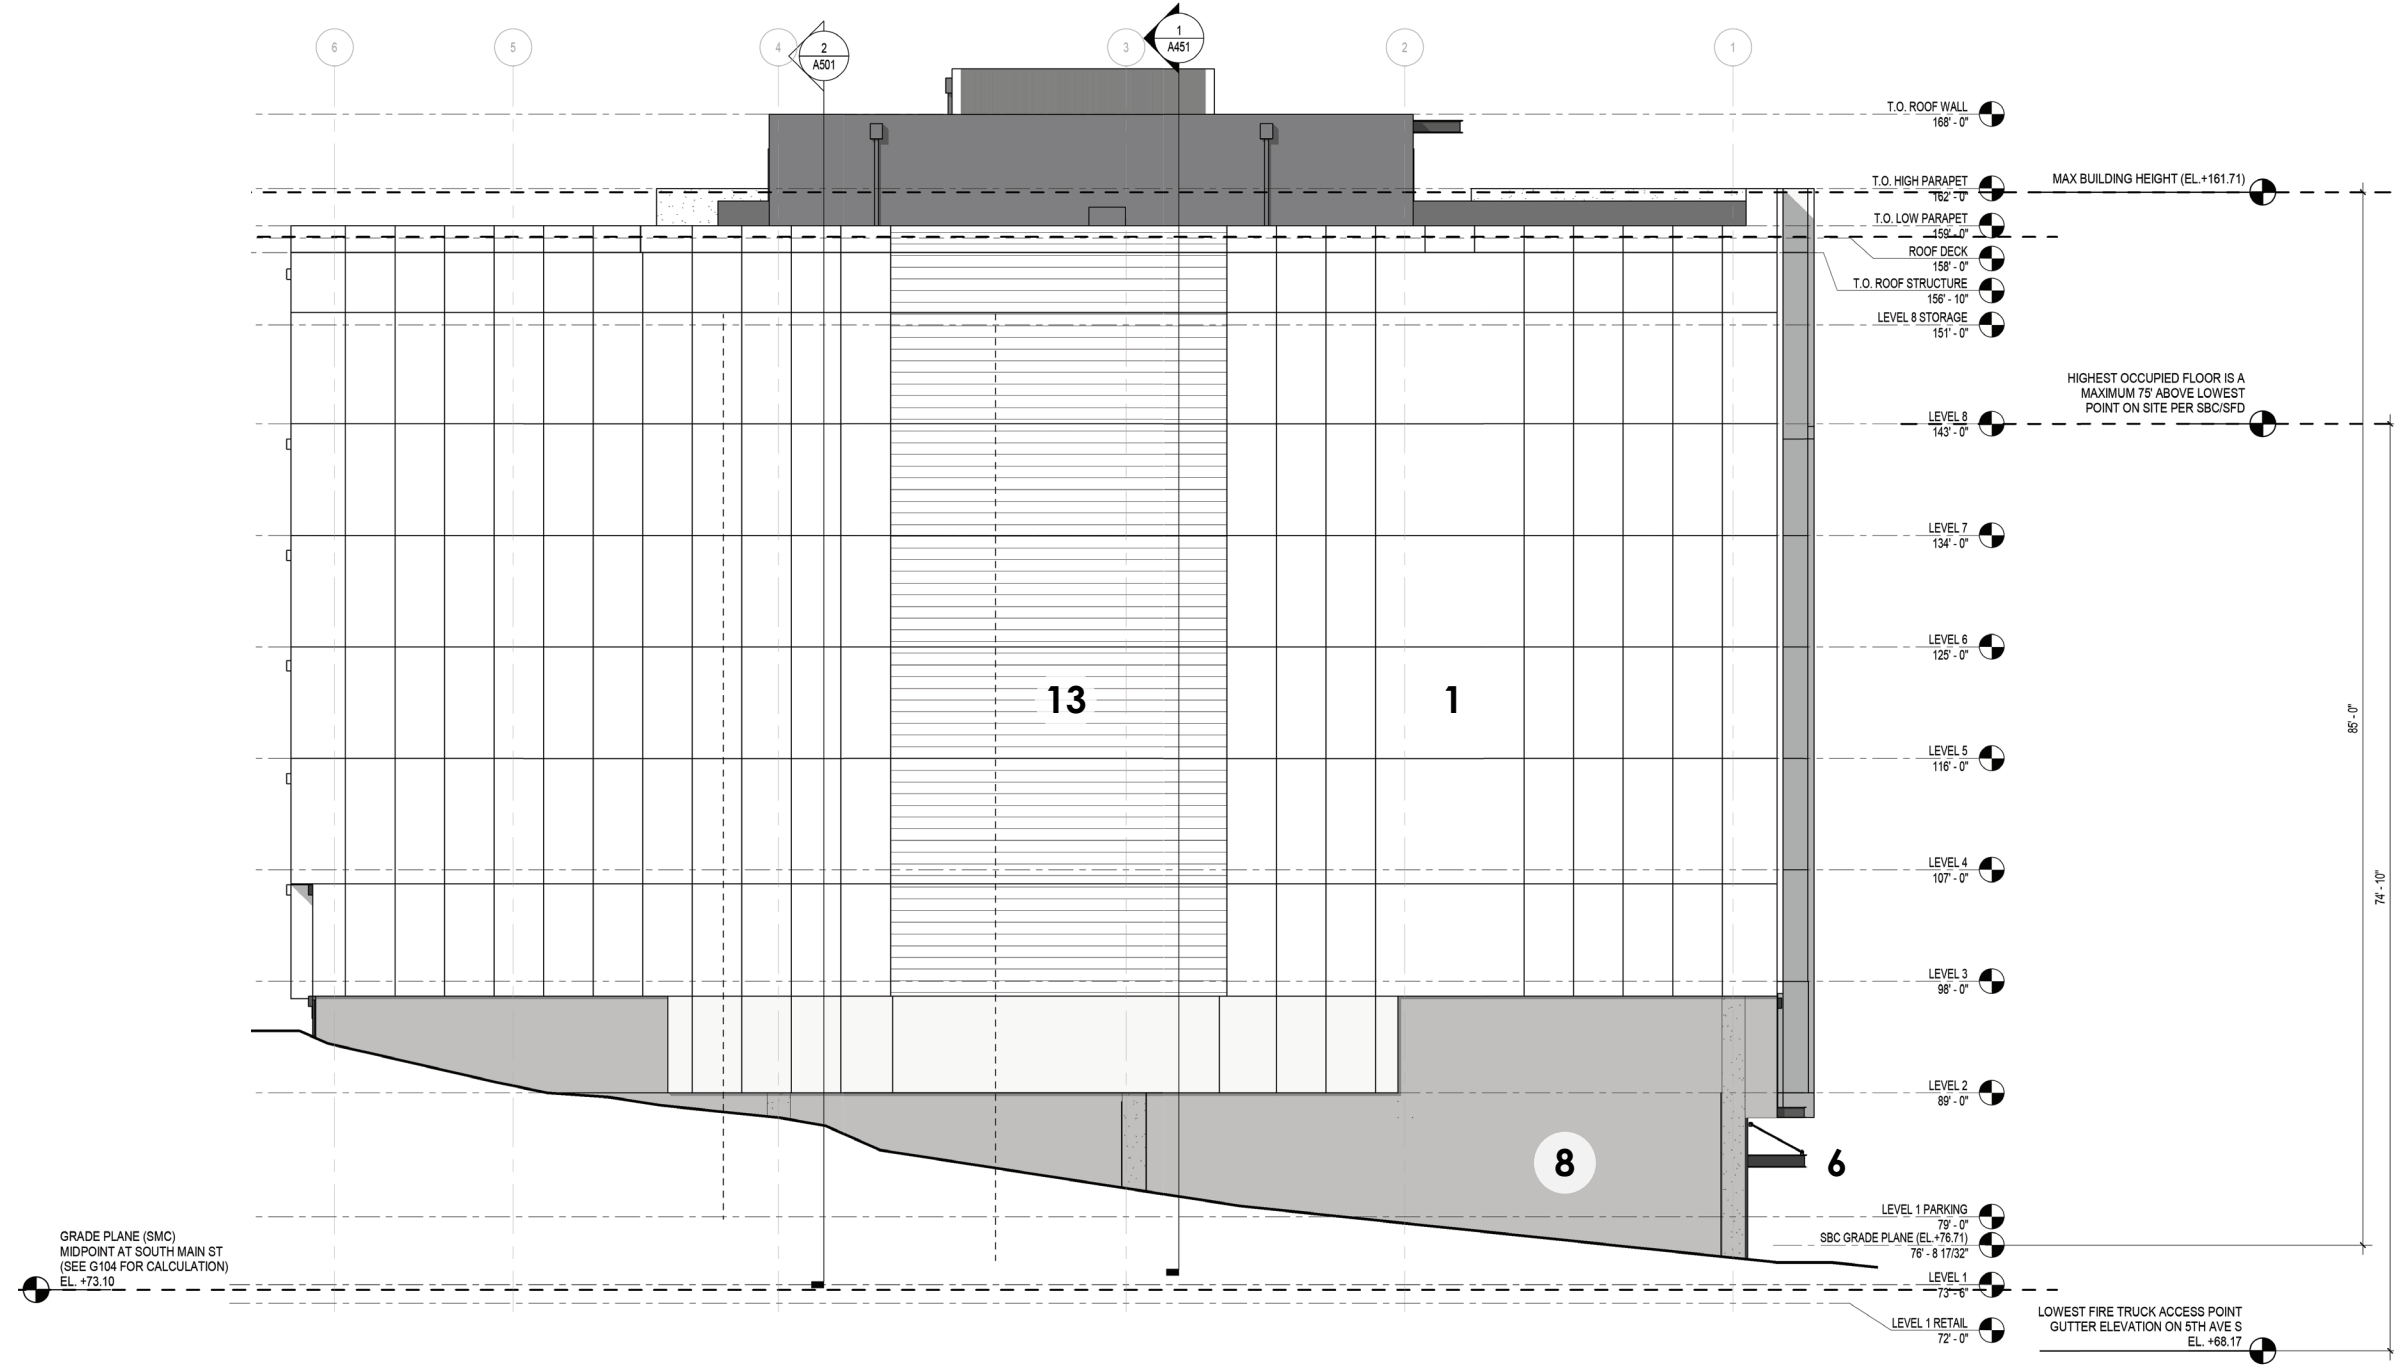 6
5
4
2
A501
3
1
A451
2
1
T.O. ROOF WALL
168' - 0"
T.O. HIGH PARAPET
162' - 0"
MAX BUILDING HEIGHT (EL.+161.71)
T.O. LOW PARAPET
159' - 0"
ROOF DECK
158' - 0"
T.O. ROOF STRUCTURE
156' - 10"
LEVEL 8 STORAGE
151' - 0"
HIGHEST OCCUPIED FLOOR IS A
MAXIMUM 75' ABOVE LOWEST
POINT ON SITE PER SBC/SFD
LEVEL 8
143' - 0"
LEVEL 7
134' - 0"
LEVEL 6
125' - 0"
13
1
85' - 0"
LEVEL 5
116' - 0"
LEVEL 4
107' - 0"
74' - 10"
LEVEL 3
98' - 0"
LEVEL 2
89' - 0"
8
6
LEVEL 1 PARKING
79' - 0"
SBC GRADE PLANE (EL.+76.71)
76' - 8 17/32"
GRADE PLANE (SMC)
MIDPOINT AT SOUTH MAIN ST
(SEE G104 FOR CALCULATION)
EL. +73.10
LEVEL 1
73' - 6"
LEVEL 1 RETAIL
72' - 0"
LOWEST FIRE TRUCK ACCESS POINT
GUTTER ELEVATION ON 5TH AVE S
EL. +68.17